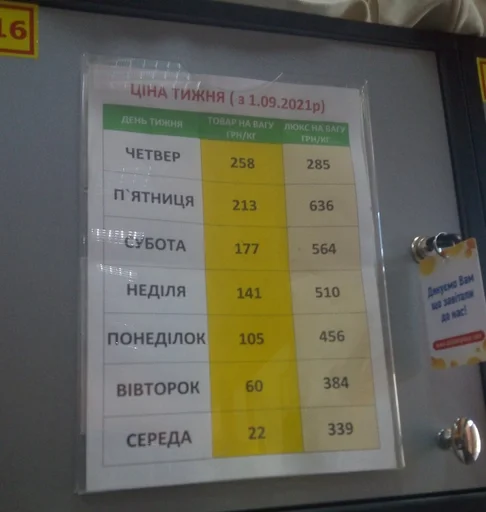 16
ЦІНА ТИЖНЯ ( з 1.09.2021р)
ДЕНЬ ТИЖНЯ ТОВАР НА ВАГУ ГРН/КГ ЛЮКС НА ВАГУ ГРН/КГ
ЧЕТВЕР 258 285
П`ЯТНИЦЯ 213 636
СУБОТА 177 564
НЕДІЛЯ 141 510
ПОНЕДІЛОК 105 456
ВІВТОРОК 60 384
СЕРЕДА 22 339
Дякуємо Вам
що завітали
до нас!